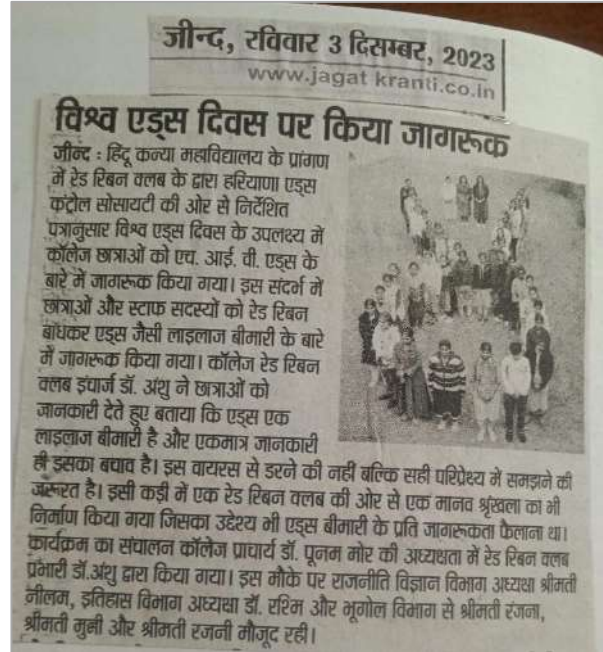 जीन्द, रविवार 3 दिसम्बर, 2023
www.jagat kranti.co.in
विश्व एड्स दिवस पर किया जागरूक
जीन्द : हिंदू कन्या महाविद्यालय के प्रांगण
में रेड रिबन क्लब के द्वारा हरियाणा एड्स
कंट्रोल सोसायटी की ओर से निर्देशित
पत्रानुसार विश्व एड्स दिवस के उपलक्ष्य में
कॉलेज छात्राओं को एच. आई. वी. एड्स के
बारे में जागरूक किया गया। इस संदर्भ में
छात्राओं और स्टाफ सदस्यों को रेड रिबन
बांधकर एड्स जैसी लाइलाज बीमारी के बारे
में जागरूक किया गया। कॉलेज रेड रिबन
क्लब इंचार्ज डॉ. अंशु ने छात्राओं को
जानकारी देते हुए बताया कि एड्स एक
लाइलाज बीमारी है और एकमात्र जानकारी
ही इसका बचाव है। इस वायरस से डरने की नहीं बल्कि सही परिप्रेक्ष्य में समझने की
जरूरत है। इसी कड़ी में एक रेड रिबन क्लब की ओर से एक मानव श्रृंखला का भी
निर्माण किया गया जिसका उद्देश्य भी एड्स बीमारी के प्रति जागरूकता फैलाना था।
कार्यक्रम का संचालन कॉलेज प्राचार्य डॉ. पूनम मोर की अध्यक्षता में रेड रिबन क्लब
प्रभारी डॉ.अंशु द्वारा किया गया। इस मौके पर राजनीति विज्ञान विभाग अध्यक्षा श्रीमती
नीलम, इतिहास विभाग अध्यक्षा डॉ. रश्मि और भूगोल विभाग से श्रीमती रंजना,
श्रीमती मुन्नी और श्रीमती रजनी मौजूद रही।